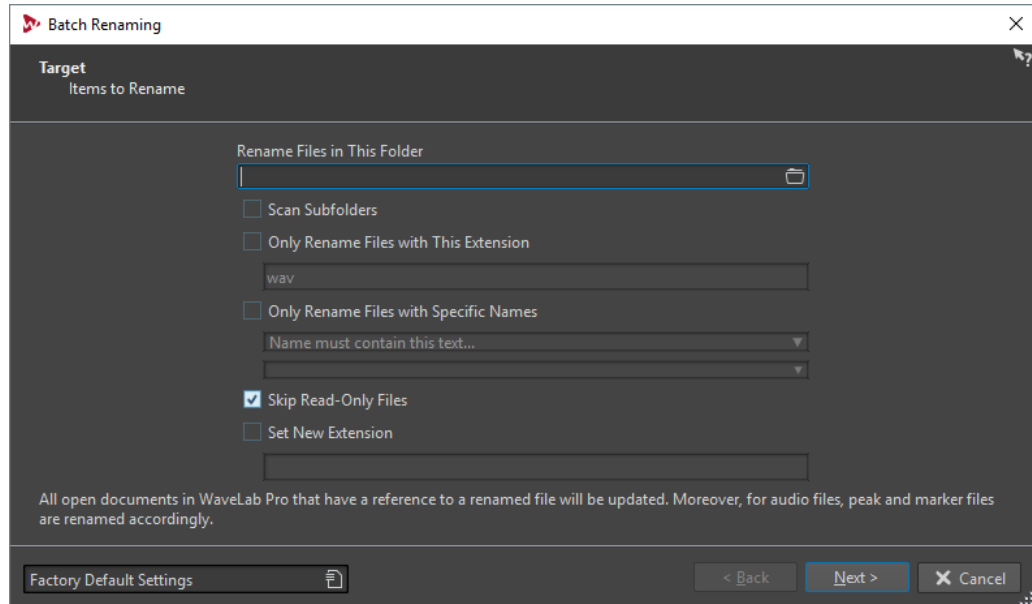 Batch Renaming
Target
Items to Rename
Rename Files in This Folder
Scan Subfolders
Only Rename Files with This Extension
wav
Only Rename Files with Specific Names
Name must contain this text...
Skip Read-Only Files
Set New Extension
All open documents in WaveLab Pro that have a reference to a renamed file will be updated. Moreover, for audio files, peak and marker files
are renamed accordingly.
Factory Default Settings
< Back
Next >
Cancel